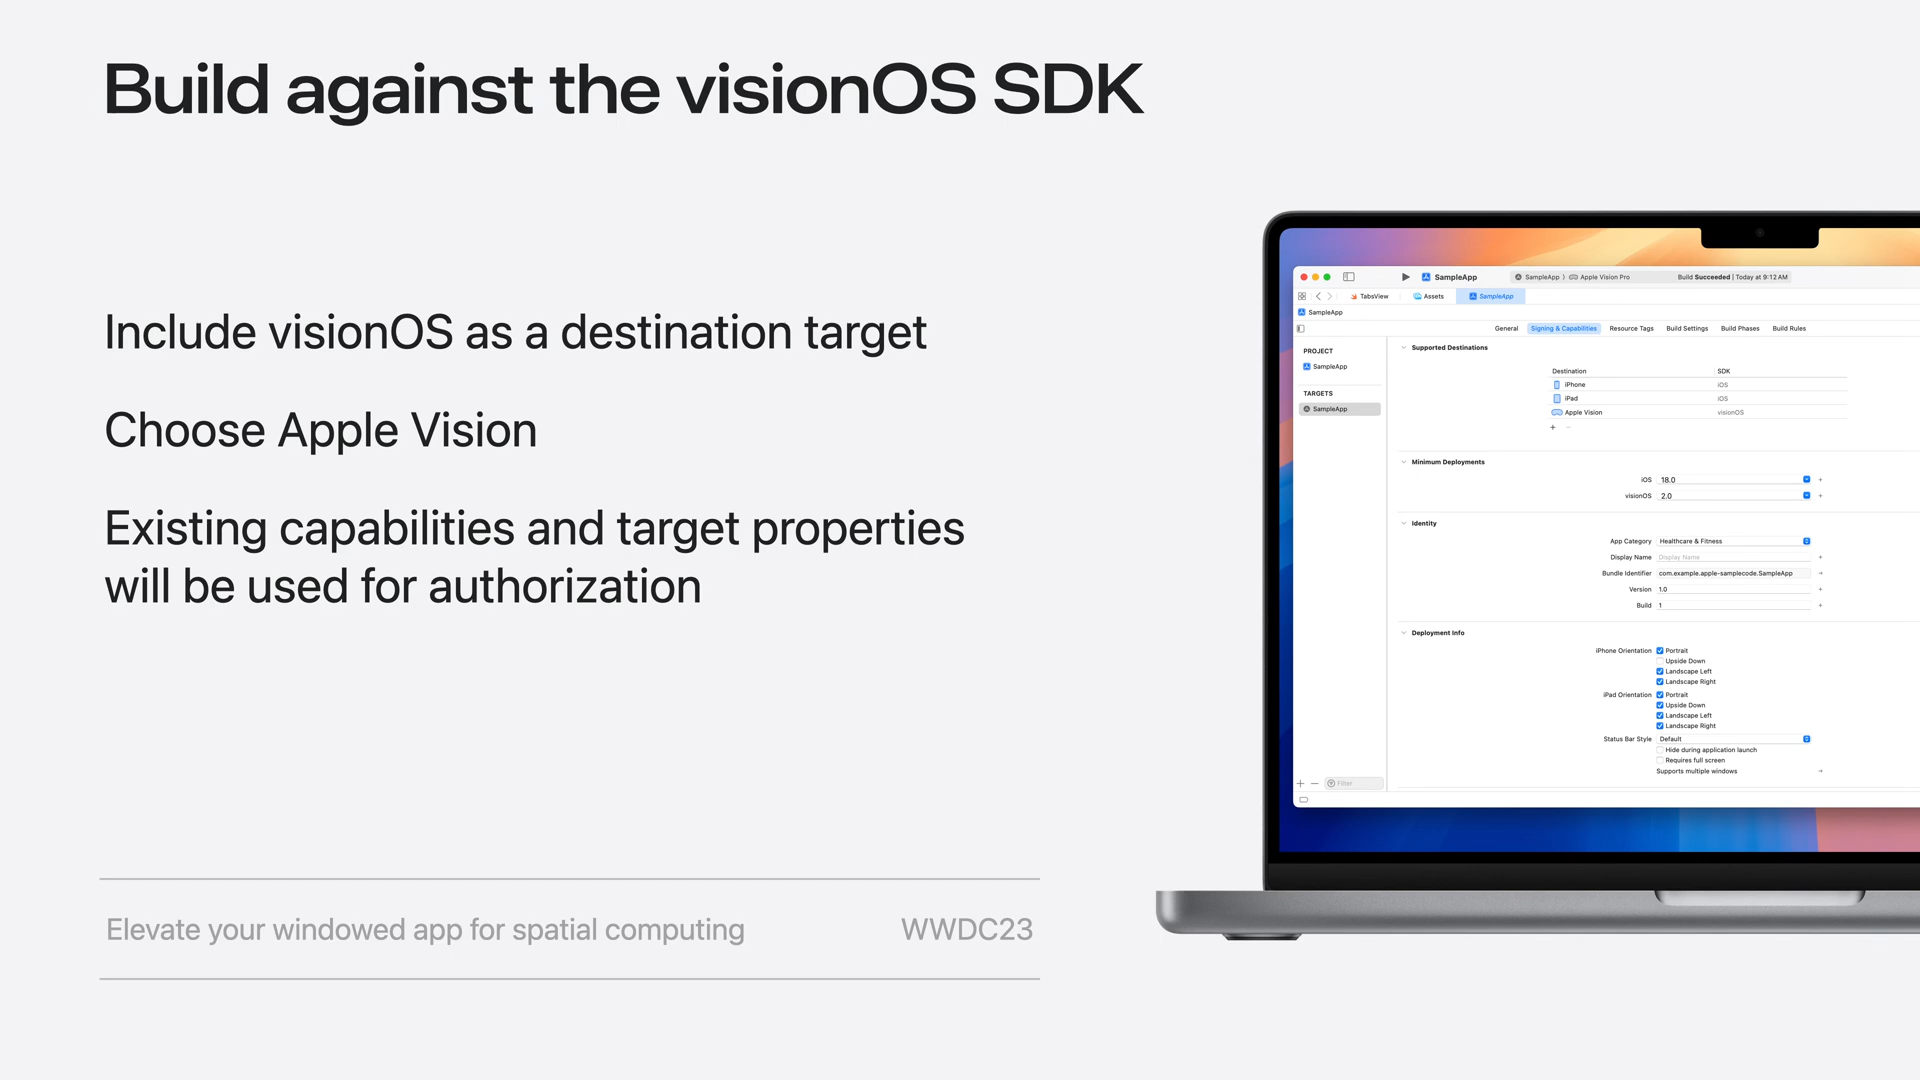 Build against the visionOS SDK
Include visionOS as a destination target
Choose Apple Vision
Existing capabilities and target properties
will be used for authorization
Elevate your windowed app for spatial computing WWDC23
SampleApp SampleApp Apple Vision Pro Build Succeeded | Today at 9:12 AM
TabsView Assets SampleApp
SampleApp
General Signing & Capabilities Resource Tags Build Settings Build Phases Build Rules
PROJECT
SampleApp
TARGETS
SampleApp
Filter
Supported Destinations
Destination SDK
iPhone iOS
iPad iOS
Apple Vision visionOS
Minimum Deployments
iOS 18.0
visionOS 2.0
Identity
App Category Healthcare & Fitness
Display Name Display Name
Bundle Identifier com.example.apple-samplecode.SampleApp
Version 1.0
Build 1
Deployment Info
iPhone Orientation Portrait
Upside Down
Landscape Left
Landscape Right
iPad Orientation Portrait
Upside Down
Landscape Left
Landscape Right
Status Bar Style Default
Hide during application launch
Requires full screen
Supports multiple windows